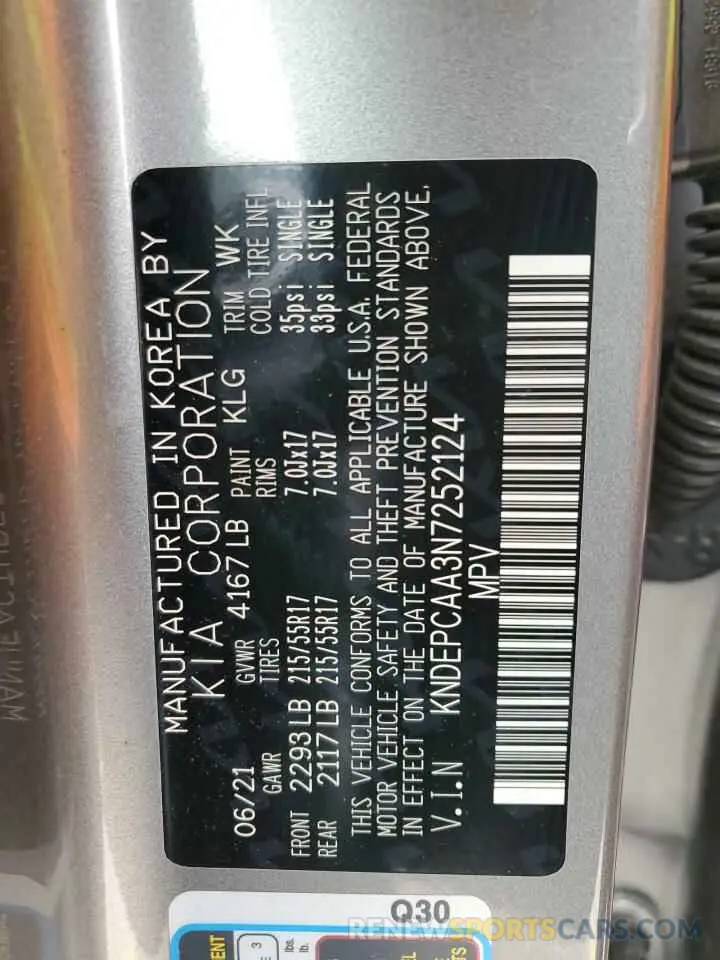 MANUFACTURED IN KOREA BY
KIA CORPORATION
06/21 GVWR 4167 LB PAINT KLG TRIM WK
GAWR TIRES RIMS COLD TIRE INFL
FRONT 2293 LB 215/55R17 7.0Jx17 35psi SINGLE
REAR 2117 LB 215/55R17 7.0Jx17 33psi SINGLE
THIS VEHICLE CONFORMS TO ALL APPLICABLE U.S.A. FEDERAL
MOTOR VEHICLE SAFETY AND THEFT PREVENTION STANDARDS
IN EFFECT ON THE DATE OF MANUFACTURE SHOWN ABOVE.
V.I.N KNDEPCAA3N7252124
MPV
Q30
3
lbs.
lb.
RENEWSPORTSCARS.COM